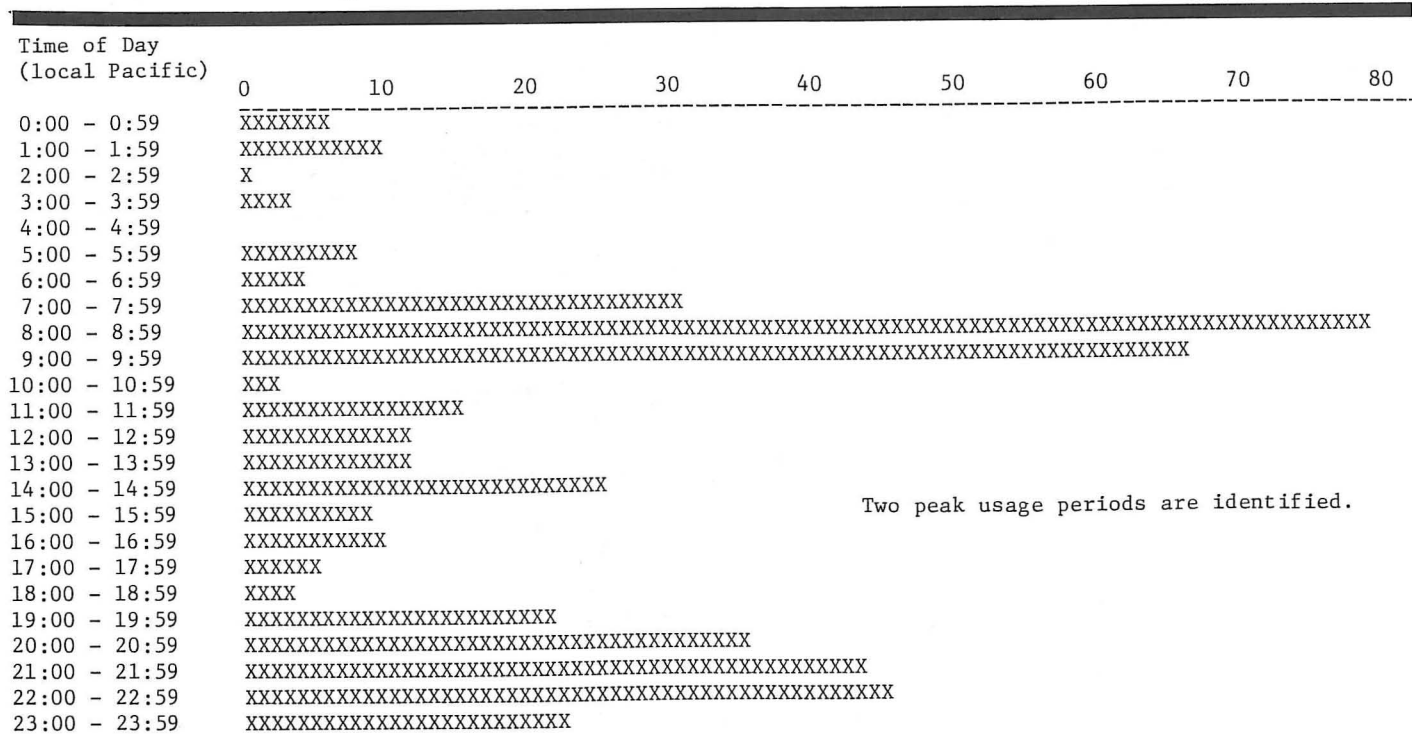 Time of Day
(local Pacific)
0 10 20 30 40 50 60 70 80
------------------------------------------------------------------------------------------
0:00 - 0:59 XXXXXXX
1:00 - 1:59 XXXXXXXXXXX
2:00 - 2:59 X
3:00 - 3:59 XXXX
4:00 - 4:59
5:00 - 5:59 XXXXXXXXX
6:00 - 6:59 XXXXX
7:00 - 7:59 XXXXXXXXXXXXXXXXXXXXXXXXXXXXXXXXXX
8:00 - 8:59 XXXXXXXXXXXXXXXXXXXXXXXXXXXXXXXXXXXXXXXXXXXXXXXXXXXXXXXXXXXXXXXXXXXXXXXXXXXXXXXXXXXXXXX
9:00 - 9:59 XXXXXXXXXXXXXXXXXXXXXXXXXXXXXXXXXXXXXXXXXXXXXXXXXXXXXXXXXXXXXXXXXXXXXXXXX
10:00 - 10:59 XXX
11:00 - 11:59 XXXXXXXXXXXXXXXXX
12:00 - 12:59 XXXXXXXXXXXXX
13:00 - 13:59 XXXXXXXXXXXXX
14:00 - 14:59 XXXXXXXXXXXXXXXXXXXXXXXXXXXX
Two peak usage periods are identified.
15:00 - 15:59 XXXXXXXXXX
16:00 - 16:59 XXXXXXXXXXX
17:00 - 17:59 XXXXXX
18:00 - 18:59 XXXX
19:00 - 19:59 XXXXXXXXXXXXXXXXXXXXXXXX
20:00 - 20:59 XXXXXXXXXXXXXXXXXXXXXXXXXXXXXXXXXXXXXXX
21:00 - 21:59 XXXXXXXXXXXXXXXXXXXXXXXXXXXXXXXXXXXXXXXXXXXXXXXX
22:00 - 22:59 XXXXXXXXXXXXXXXXXXXXXXXXXXXXXXXXXXXXXXXXXXXXXXXXXX
23:00 - 23:59 XXXXXXXXXXXXXXXXXXXXXXXXX